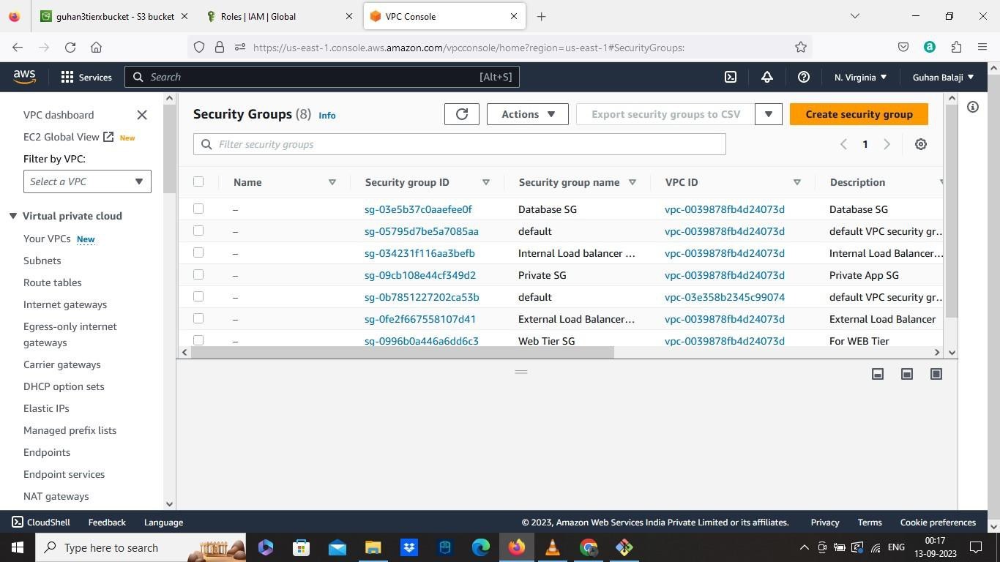 guhan3tierxbucket - S3 bucket
Roles | IAM | Global
VPC Console
https://us-east-1.console.aws.amazon.com/vpcconsole/home?region=us-east-1#SecurityGroups:
a
aws
Services
Search
[Alt+S]
N. Virginia
Guhan Balaji
VPC dashboard
EC2 Global View New
Filter by VPC:
Select a VPC
Virtual private cloud
Your VPCs New
Subnets
Route tables
Internet gateways
Egress-only internet
gateways
Carrier gateways
DHCP option sets
Elastic IPs
Managed prefix lists
Endpoints
Endpoint services
NAT gateways
Security Groups (8) Info
Actions
Export security groups to CSV
Create security group
Filter security groups
1
Name Security group ID Security group name VPC ID Description
– sg-03e5b37c0aaefee0f Database SG vpc-0039878fb4d24073d Database SG
– sg-05795d7be5a7085aa default vpc-0039878fb4d24073d default VPC security gr...
– sg-034231f116aa3befb Internal Load balancer ... vpc-0039878fb4d24073d Internal Load Balancer...
– sg-09cb108e44cf349d2 Private SG vpc-0039878fb4d24073d Private App SG
– sg-0b7851227202ca53b default vpc-03e358b2345c99074 default VPC security gr...
– sg-0fe2f667558107d41 External Load Balancer... vpc-0039878fb4d24073d External Load Balancer
– sg-0996b0a446a6dd6c3 Web Tier SG vpc-0039878fb4d24073d For WEB Tier
CloudShell Feedback Language © 2023, Amazon Web Services India Private Limited or its affiliates. Privacy Terms Cookie preferences
Type here to search
ENG
00:17
13-09-2023